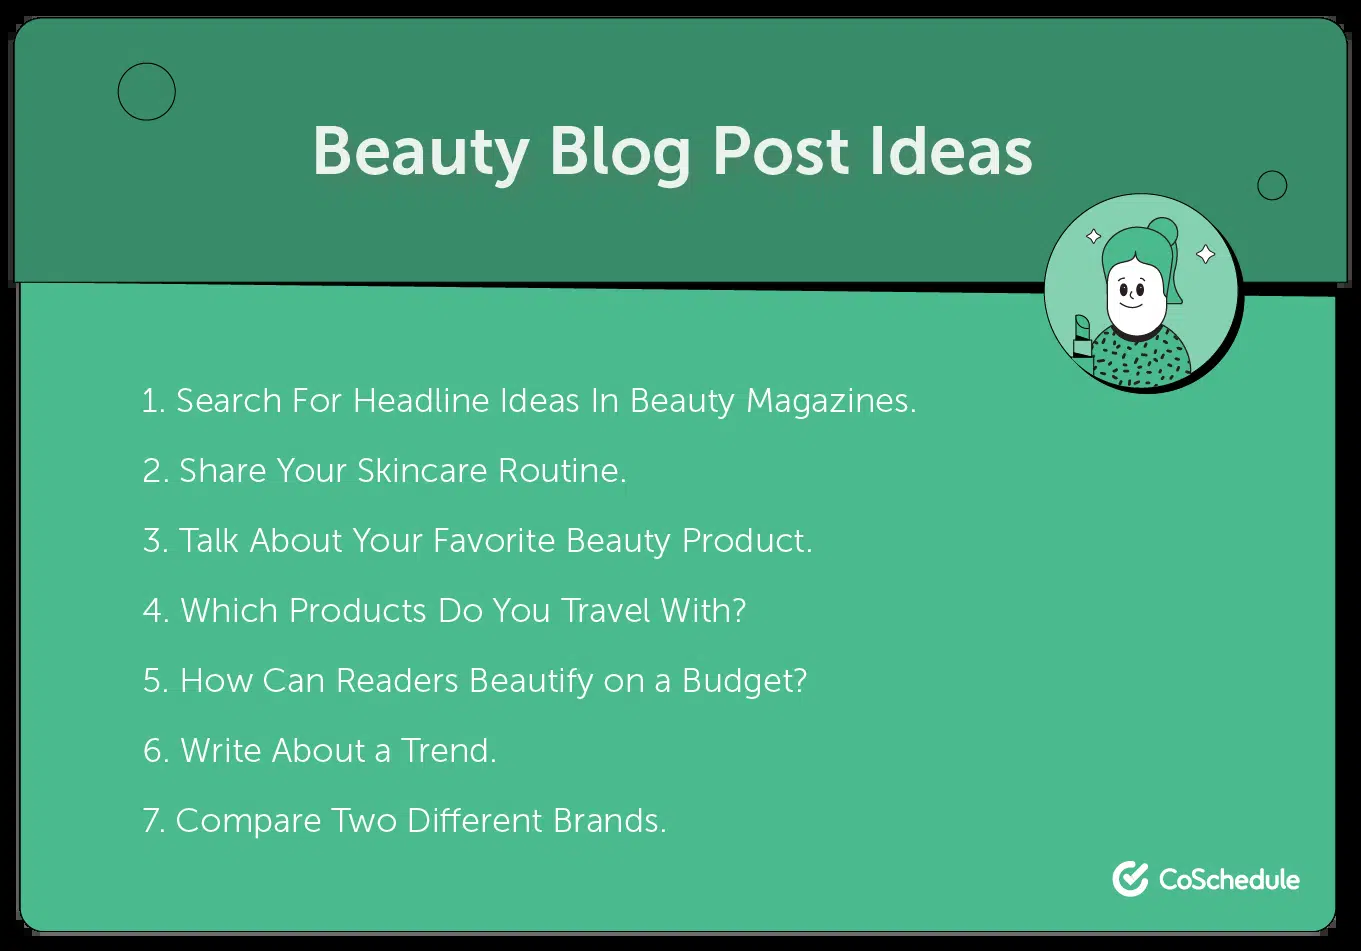 Beauty Blog Post Ideas
1. Search For Headline Ideas In Beauty Magazines.
2. Share Your Skincare Routine.
3. Talk About Your Favorite Beauty Product.
4. Which Products Do You Travel With?
5. How Can Readers Beautify on a Budget?
6. Write About a Trend.
7. Compare Two Different Brands.
CoSchedule